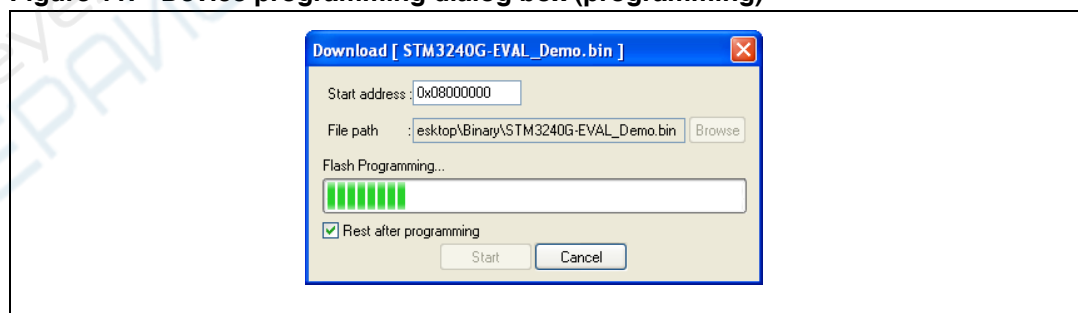 Download [ STM3240G-EVAL_Demo.bin ]
Start address : 0x08000000
File path : esktop\Binary\STM3240G-EVAL_Demo.bin Browse
Flash Programming...
Rest after programming
Start Cancel